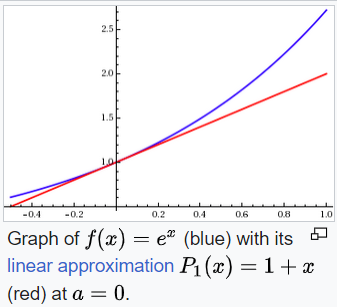 2.5
2.0
1.5
1.0
−0.4 −0.2 0.2 0.4 0.6 0.8 1.0
Graph of f(x) = eˣ (blue) with its
linear approximation P₁(x) = 1 + x
(red) at a = 0.